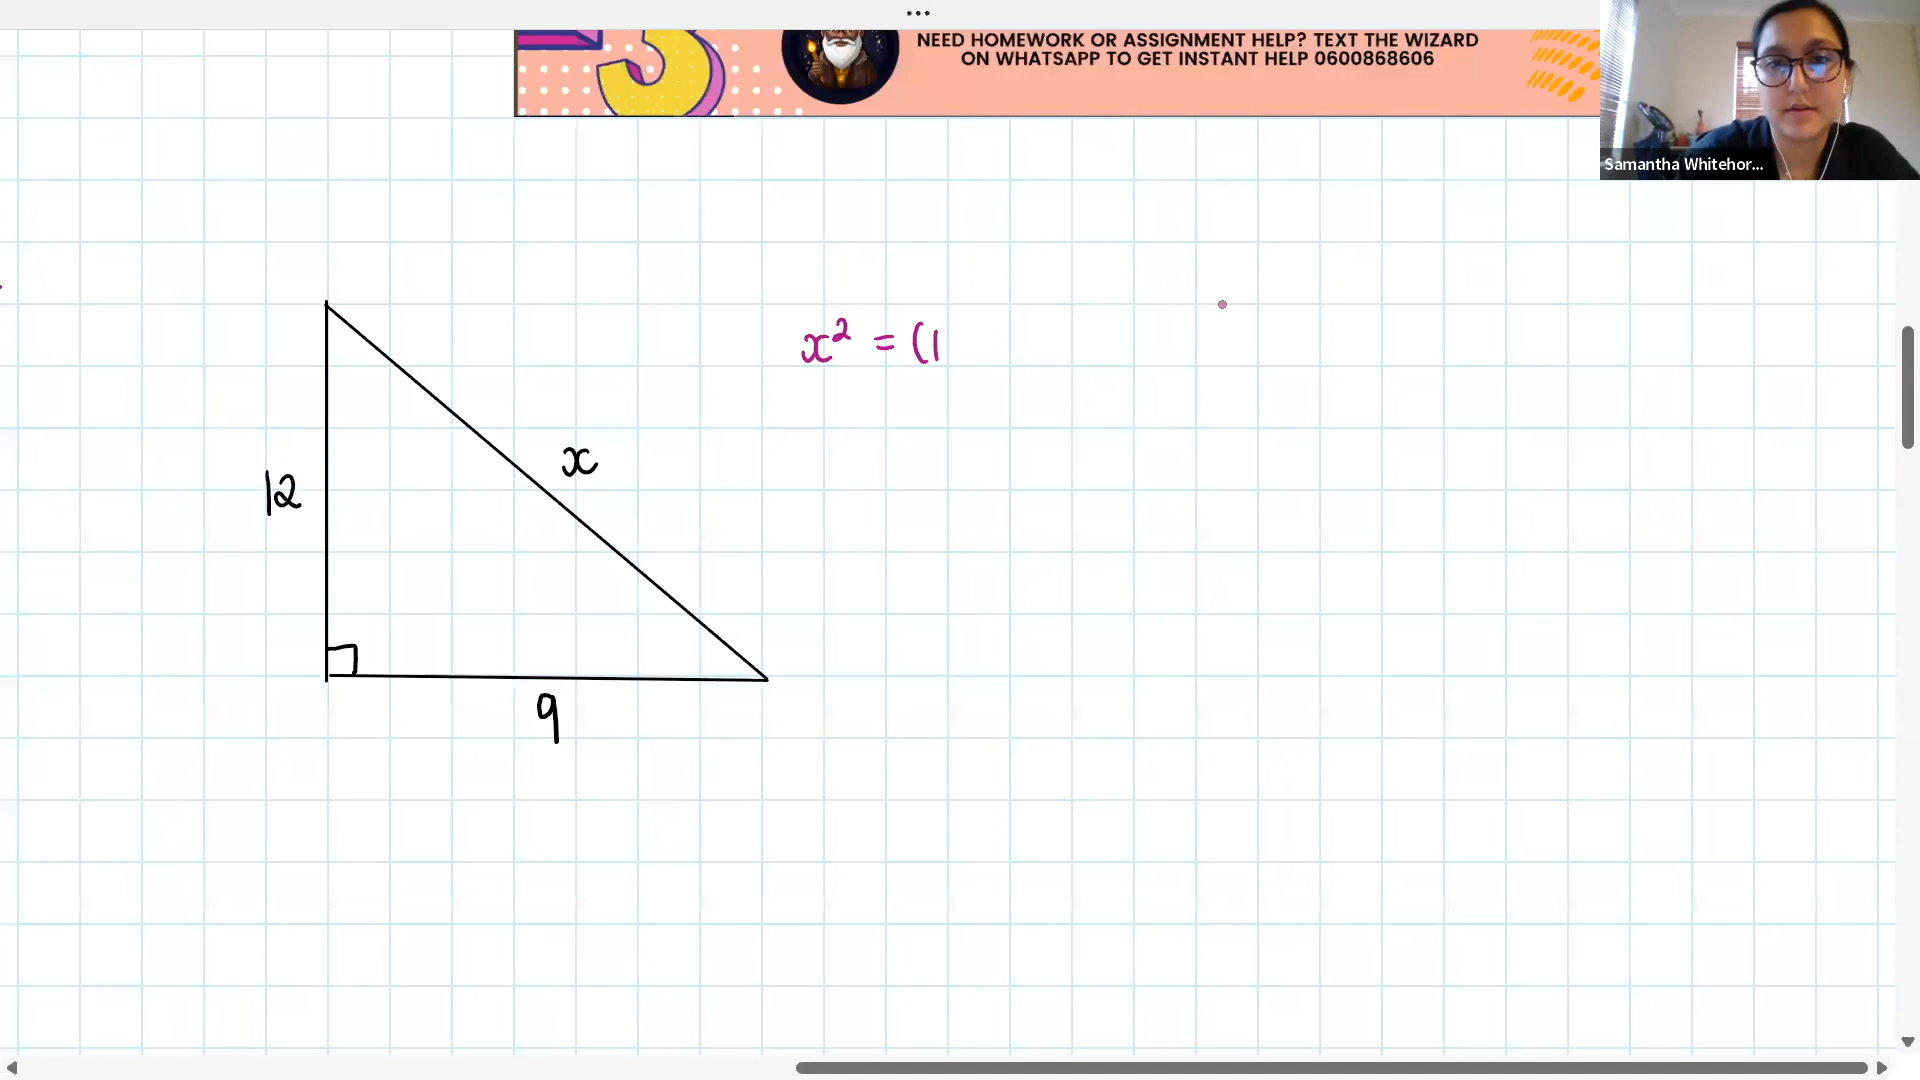 •••
3
NEED HOMEWORK OR ASSIGNMENT HELP? TEXT THE WIZARD
ON WHATSAPP TO GET INSTANT HELP 0600868606
Samantha Whitehor...
x² = (1
x
12
9